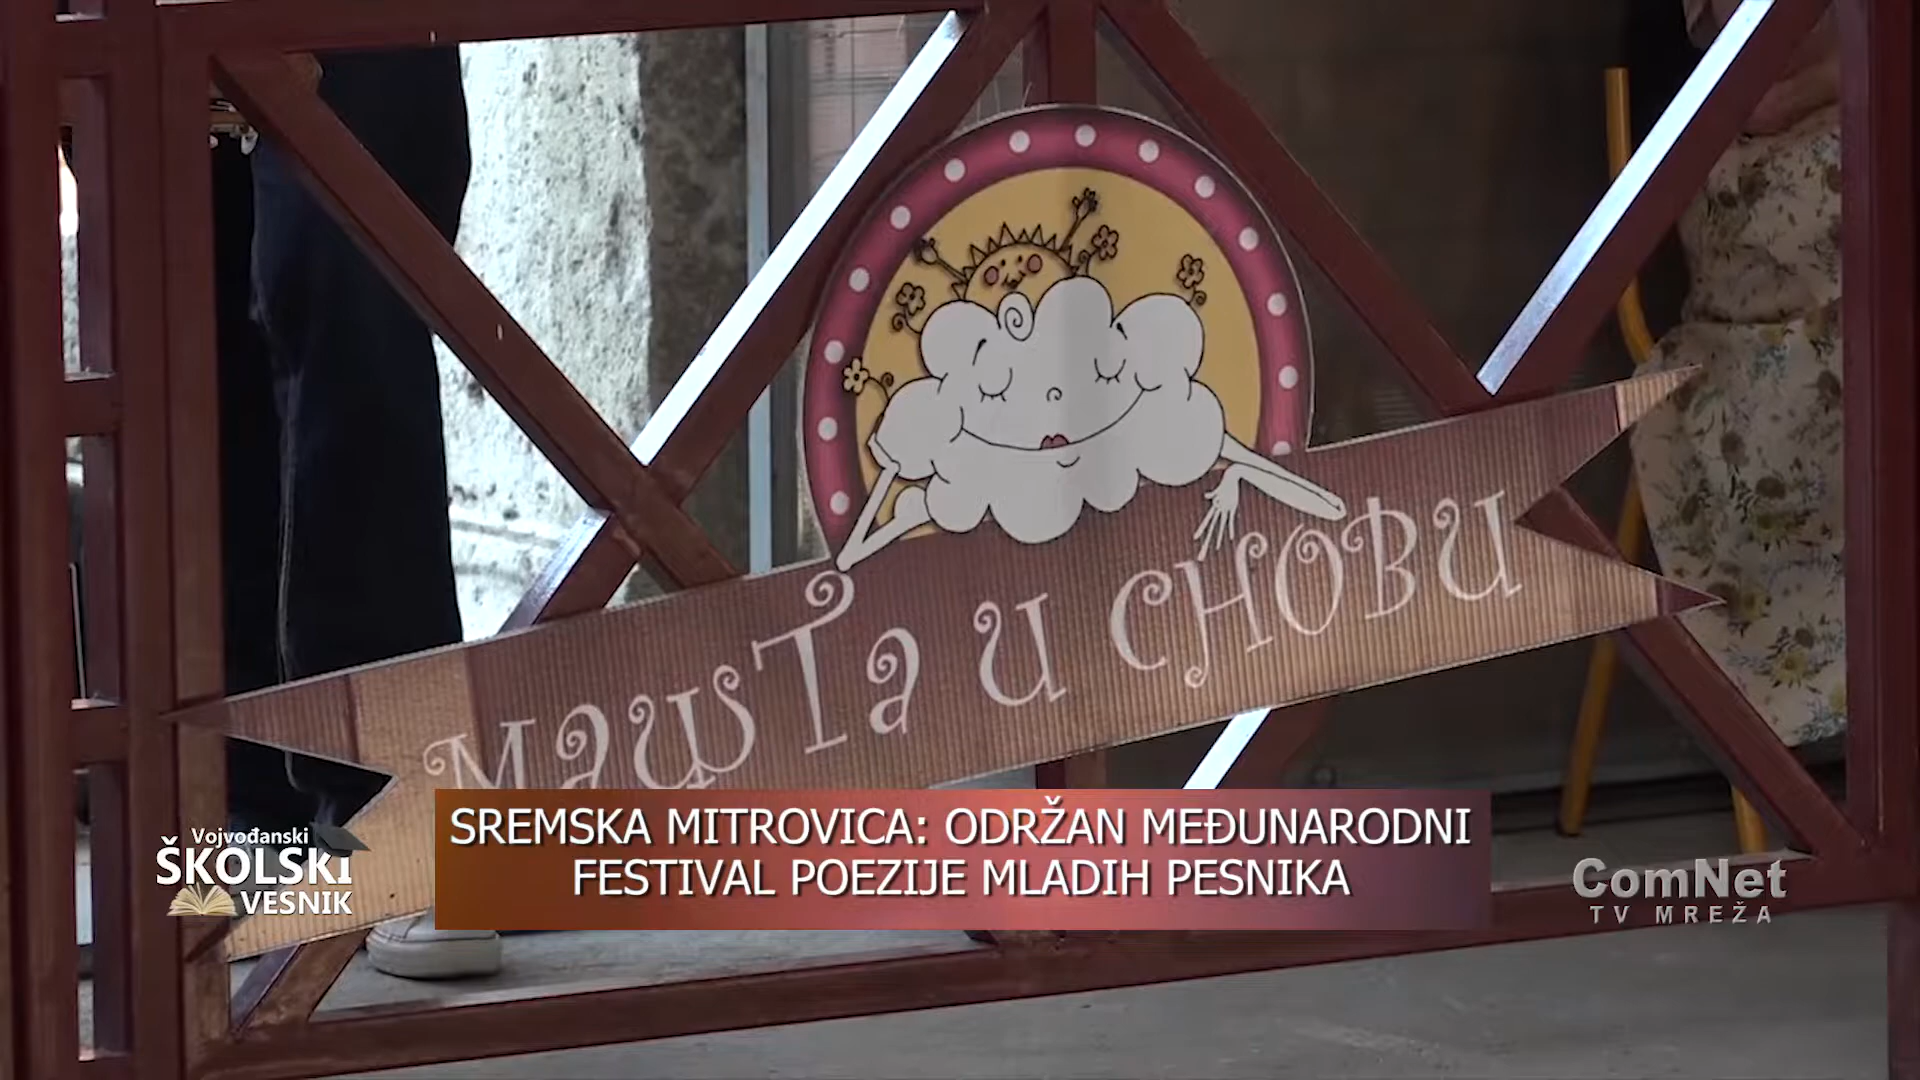 МАШТА И СНОВИ
SREMSKA MITROVICA: ODRŽAN MEĐUNARODNI
FESTIVAL POEZIJE MLADIH PESNIKA
Vojvođanski
ŠKOLSKI
VESNIK
ComNet
TV MREŽA